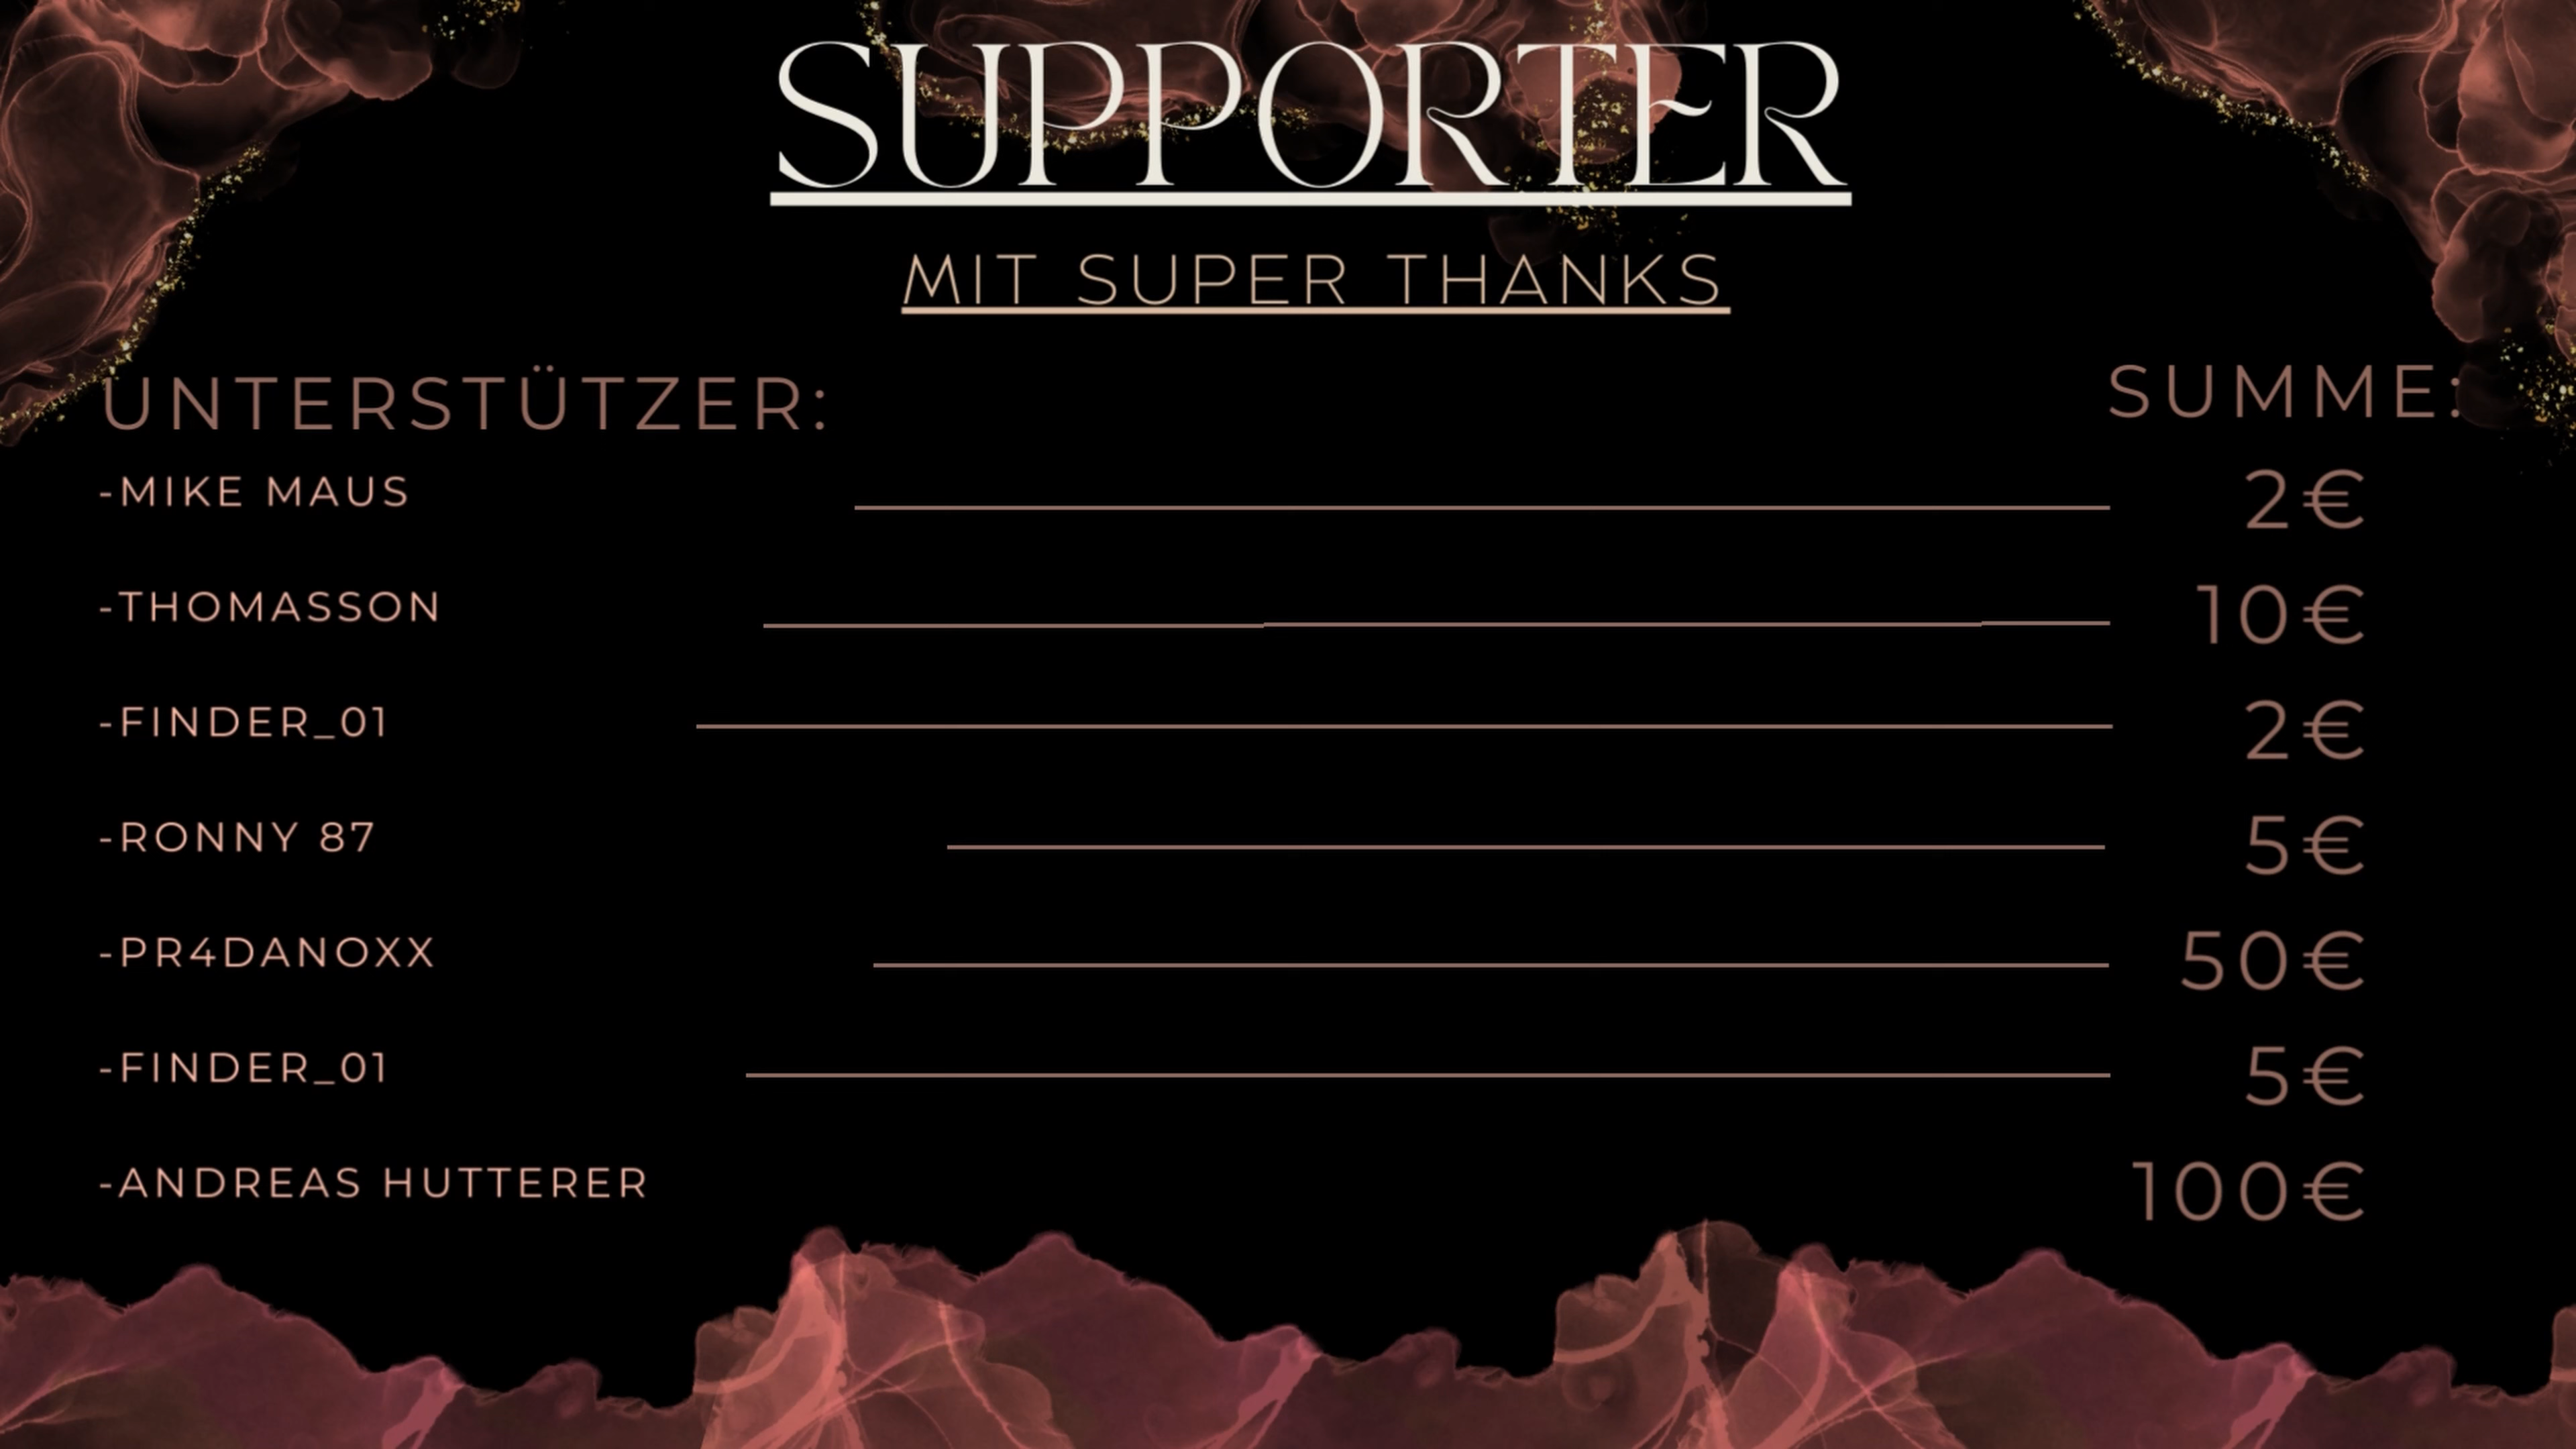 SUPPORTER
MIT SUPER THANKS
UNTERSTÜTZER: SUMME:
-MIKE MAUS 2€
-THOMASSON 10€
-FINDER_01 2€
-RONNY 87 5€
-PR4DANOXX 50€
-FINDER_01 5€
-ANDREAS HUTTERER 100€